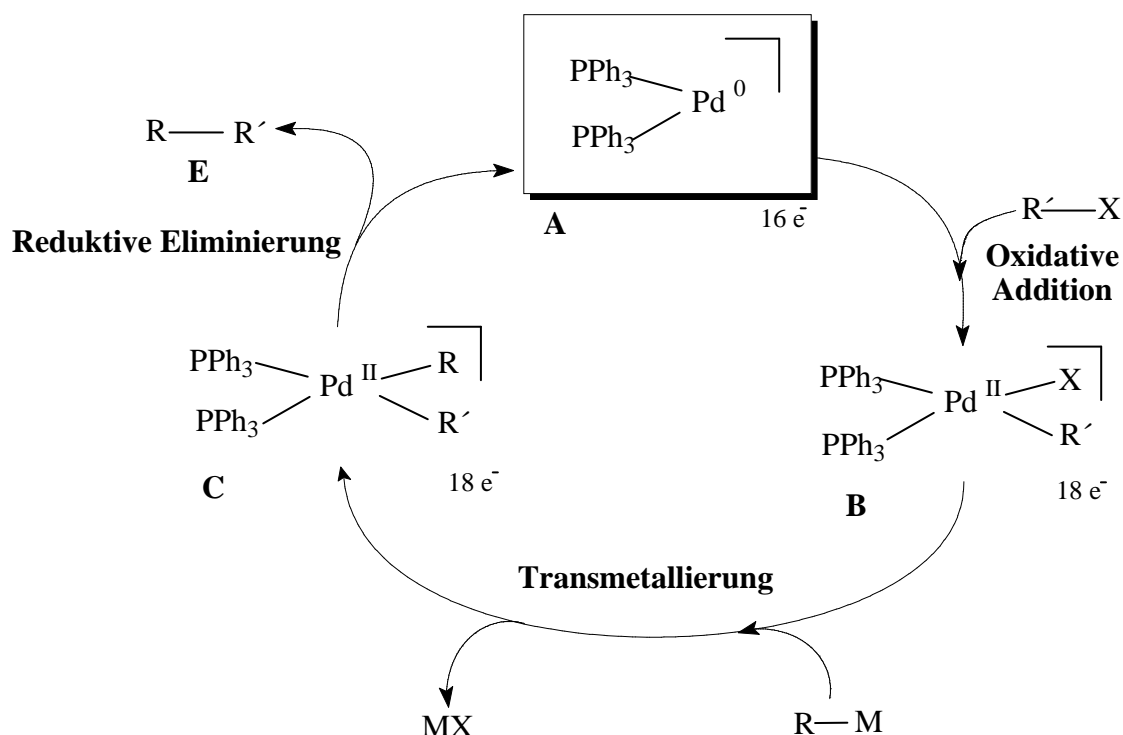 PPh3
Pd 0
PPh3
A
16 e-
R — R´
E
Reduktive Eliminierung
R´ — X
Oxidative
Addition
PPh3
Pd II
R
PPh3
R´
C
18 e-
PPh3
Pd II
X
PPh3
R´
B
18 e-
Transmetallierung
MX
R — M